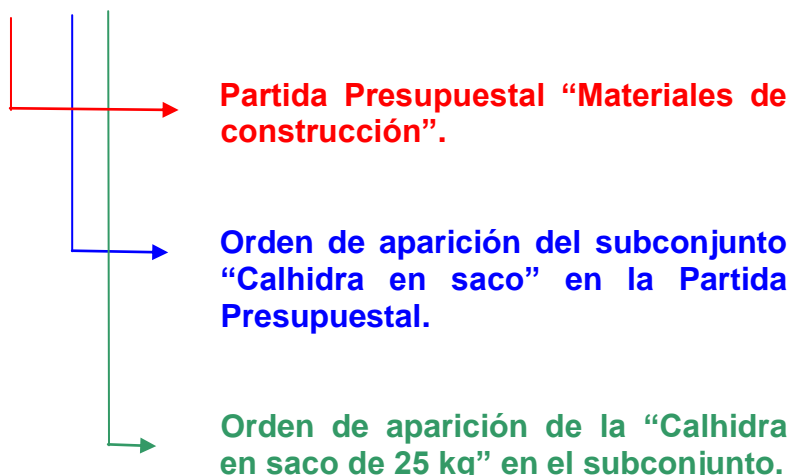 Partida Presupuestal “Materiales de
construcción”.
Orden de aparición del subconjunto
“Calhidra en saco” en la Partida
Presupuestal.
Orden de aparición de la “Calhidra
en saco de 25 kg” en el subconjunto.